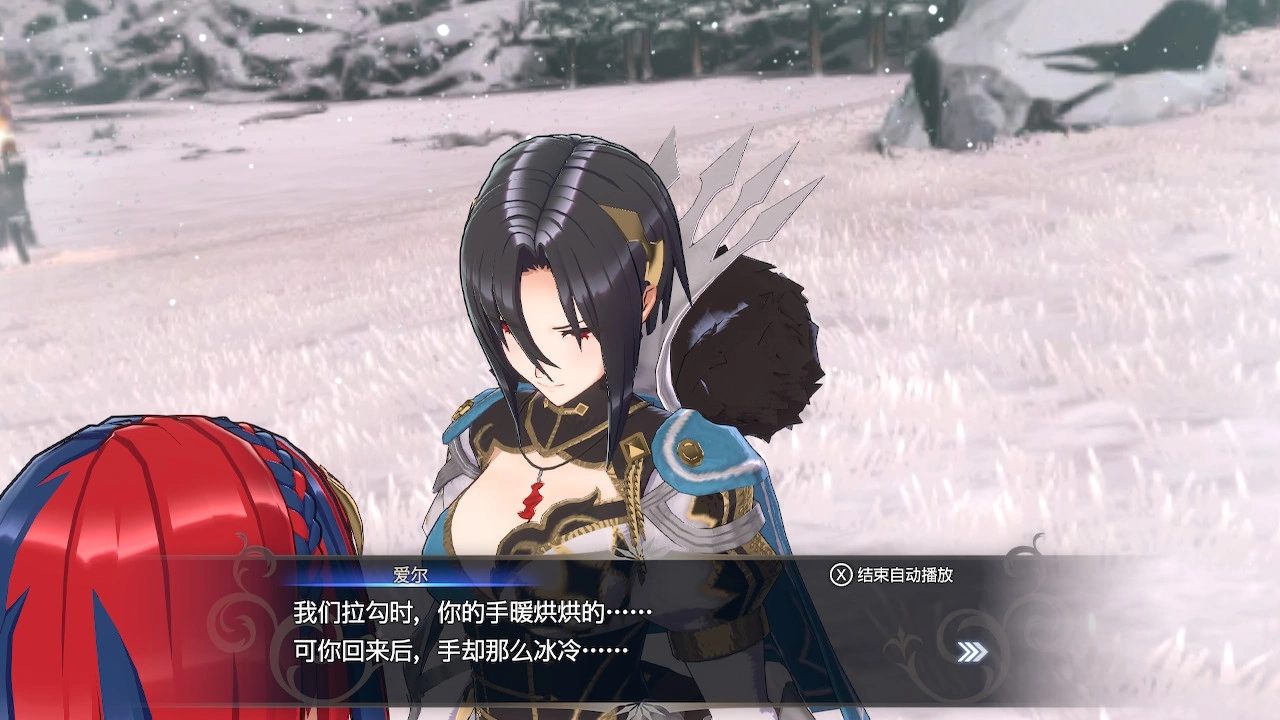 爱尔
Ⓧ结束自动播放
我们拉勾时，你的手暖烘烘的……
可你回来后，手却那么冰冷……